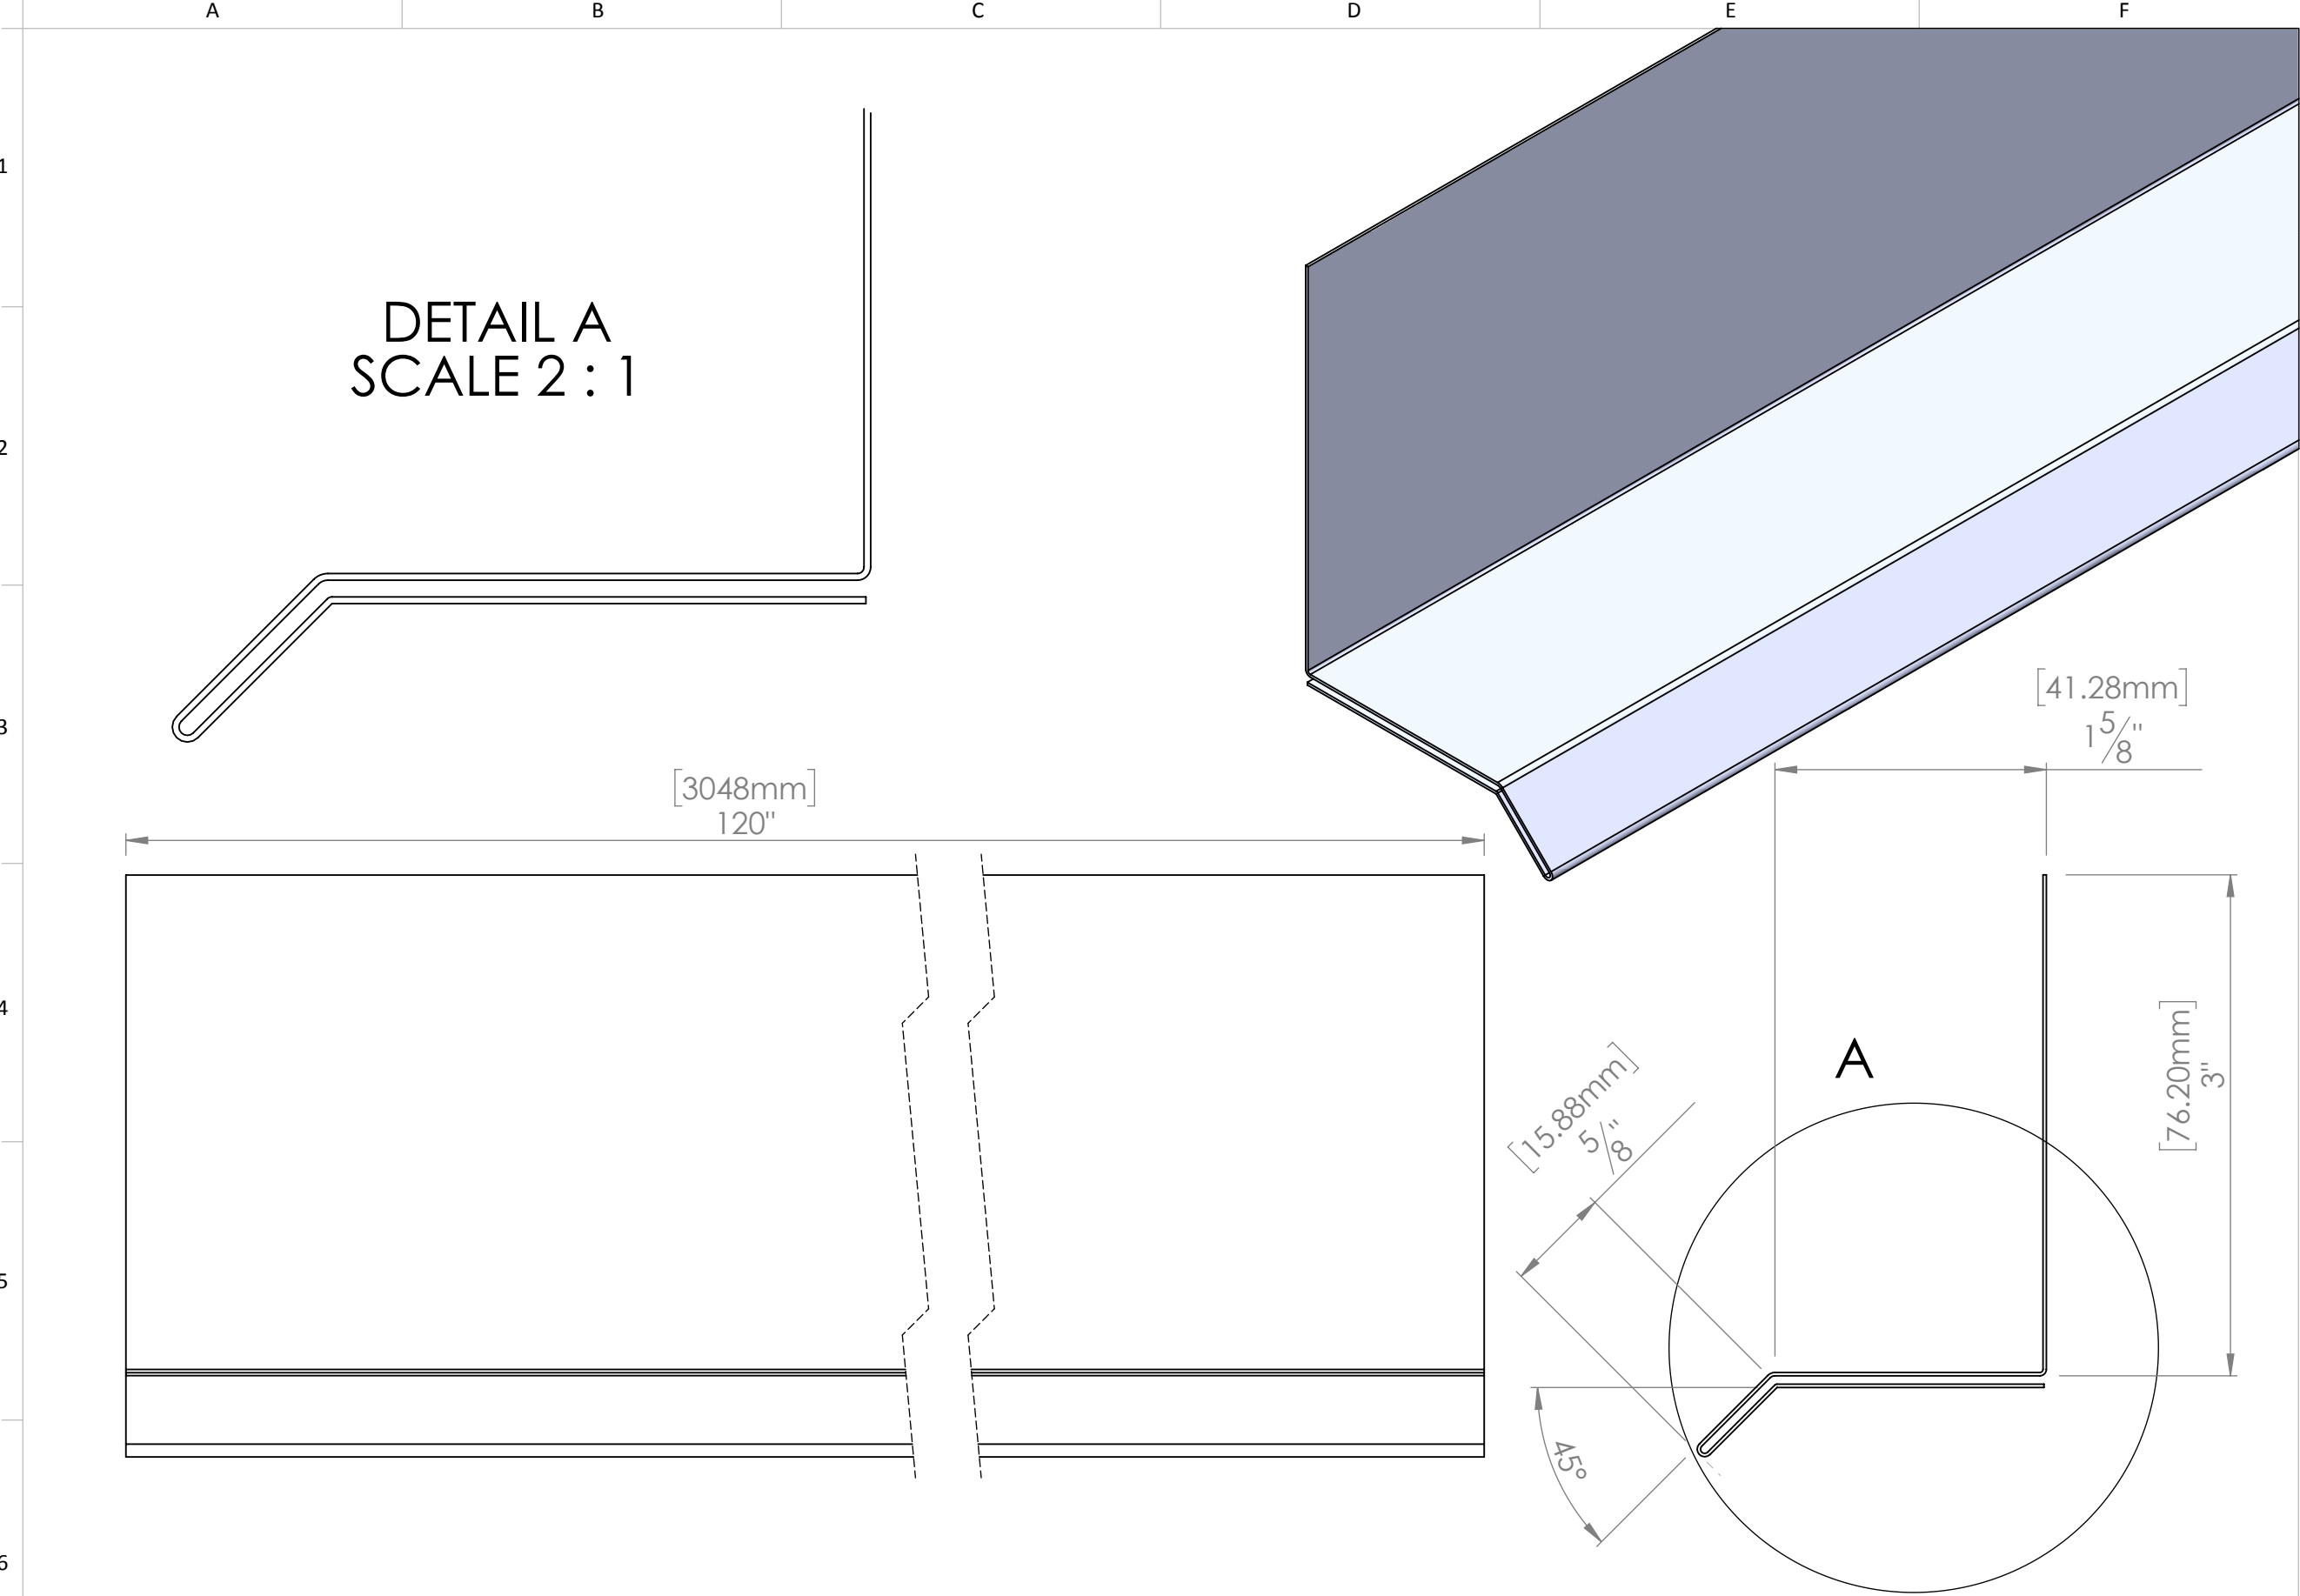 A B C D E F
1
DETAIL A
SCALE 2 : 1
2
3
[41.28mm]
1 5/8"
[3048mm]
120"
4
A
[76.20mm]
3"
[15.88mm]
5/8"
5
45°
6